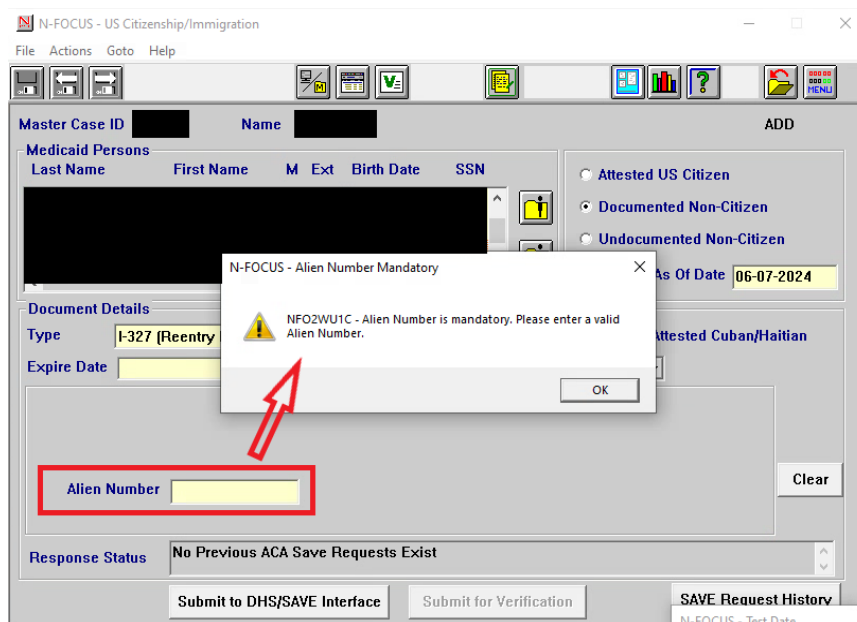 N-FOCUS - US Citizenship/Immigration
File Actions Goto Help
MENU
Master Case ID Name ADD
Medicaid Persons
Last Name First Name M Ext Birth Date SSN
Attested US Citizen
Documented Non-Citizen
Undocumented Non-Citizen
As Of Date 06-07-2024
N-FOCUS - Alien Number Mandatory
NFO2WU1C - Alien Number is mandatory. Please enter a valid
Alien Number.
OK
Document Details
Type I-327 (Reentry
Attested Cuban/Haitian
Expire Date
Alien Number
Clear
Response Status No Previous ACA Save Requests Exist
Submit to DHS/SAVE Interface Submit for Verification SAVE Request History
N-FOCUS - Test Date